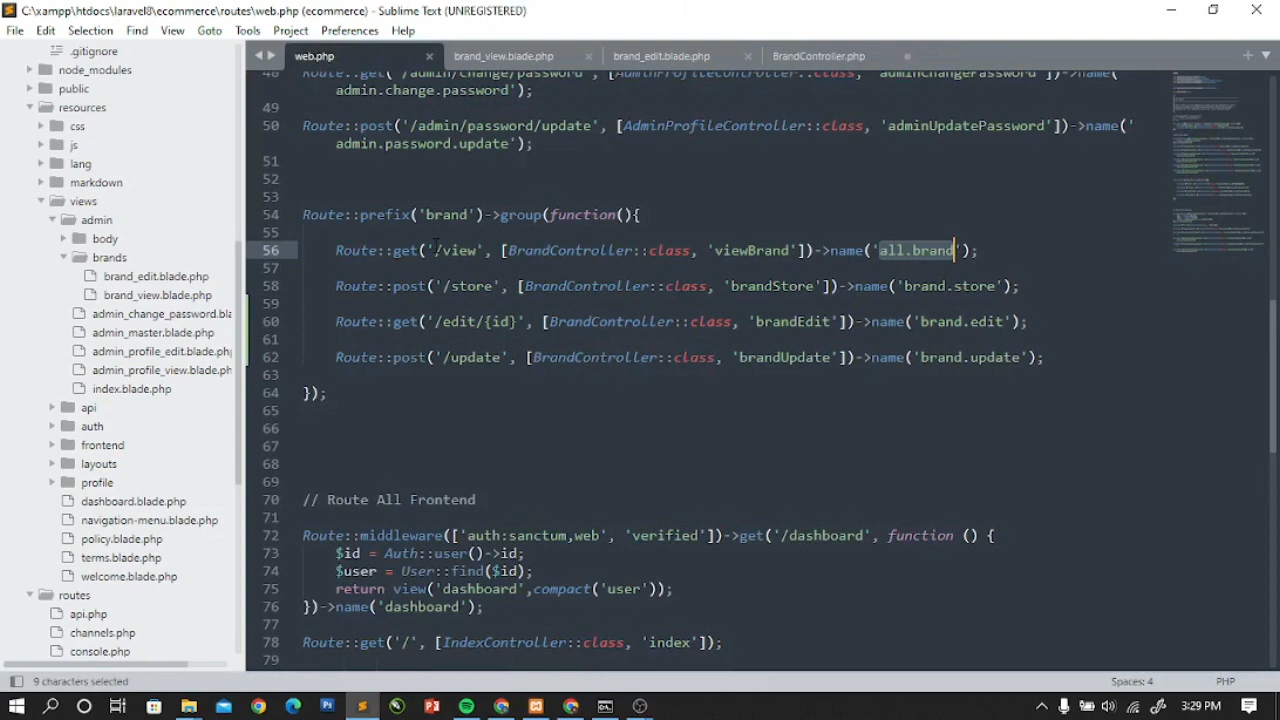 C:\xampp\htdocs\laravel8\ecommerce\routes\web.php (ecommerce) - Sublime Text (UNREGISTERED)
File Edit Selection Find View Goto Tools Project Preferences Help
.gitignore
node_modules
public
resources
css
js
lang
markdown
views
admin
body
brands
brand_edit.blade.php
brand_view.blade.php
admin_change_password.bla
admin_master.blade.php
admin_profile_edit.blade.ph
admin_profile_view.blade.ph
index.blade.php
api
auth
frontend
layouts
profile
dashboard.blade.php
navigation-menu.blade.php
policy.blade.php
terms.blade.php
welcome.blade.php
routes
api.php
channels.php
console.php
web.php brand_view.blade.php brand_edit.blade.php BrandController.php
48 Route::get('/admin/change/password', [AdminProfileController::class, 'adminChangePassword'])->name('
admin.change.password');
49
50 Route::post('/admin/password/update', [AdminProfileController::class, 'adminUpdatePassword'])->name('
admin.password.update');
51
52
53
54 Route::prefix('brand')->group(function(){
55
56 Route::get('/view', [BrandController::class, 'viewBrand'])->name('all.brand');
57
58 Route::post('/store', [BrandController::class, 'brandStore'])->name('brand.store');
59
60 Route::get('/edit/{id}', [BrandController::class, 'brandEdit'])->name('brand.edit');
61
62 Route::post('/update', [BrandController::class, 'brandUpdate'])->name('brand.update');
63
64 });
65
66
67
68
69
70 // Route All Frontend
71
72 Route::middleware(['auth:sanctum,web', 'verified'])->get('/dashboard', function () {
73 $id = Auth::user()->id;
74 $user = User::find($id);
75 return view('dashboard',compact('user'));
76 })->name('dashboard');
77
78 Route::get('/', [IndexController::class, 'index']);
79
9 characters selected Spaces: 4 PHP
3:29 PM